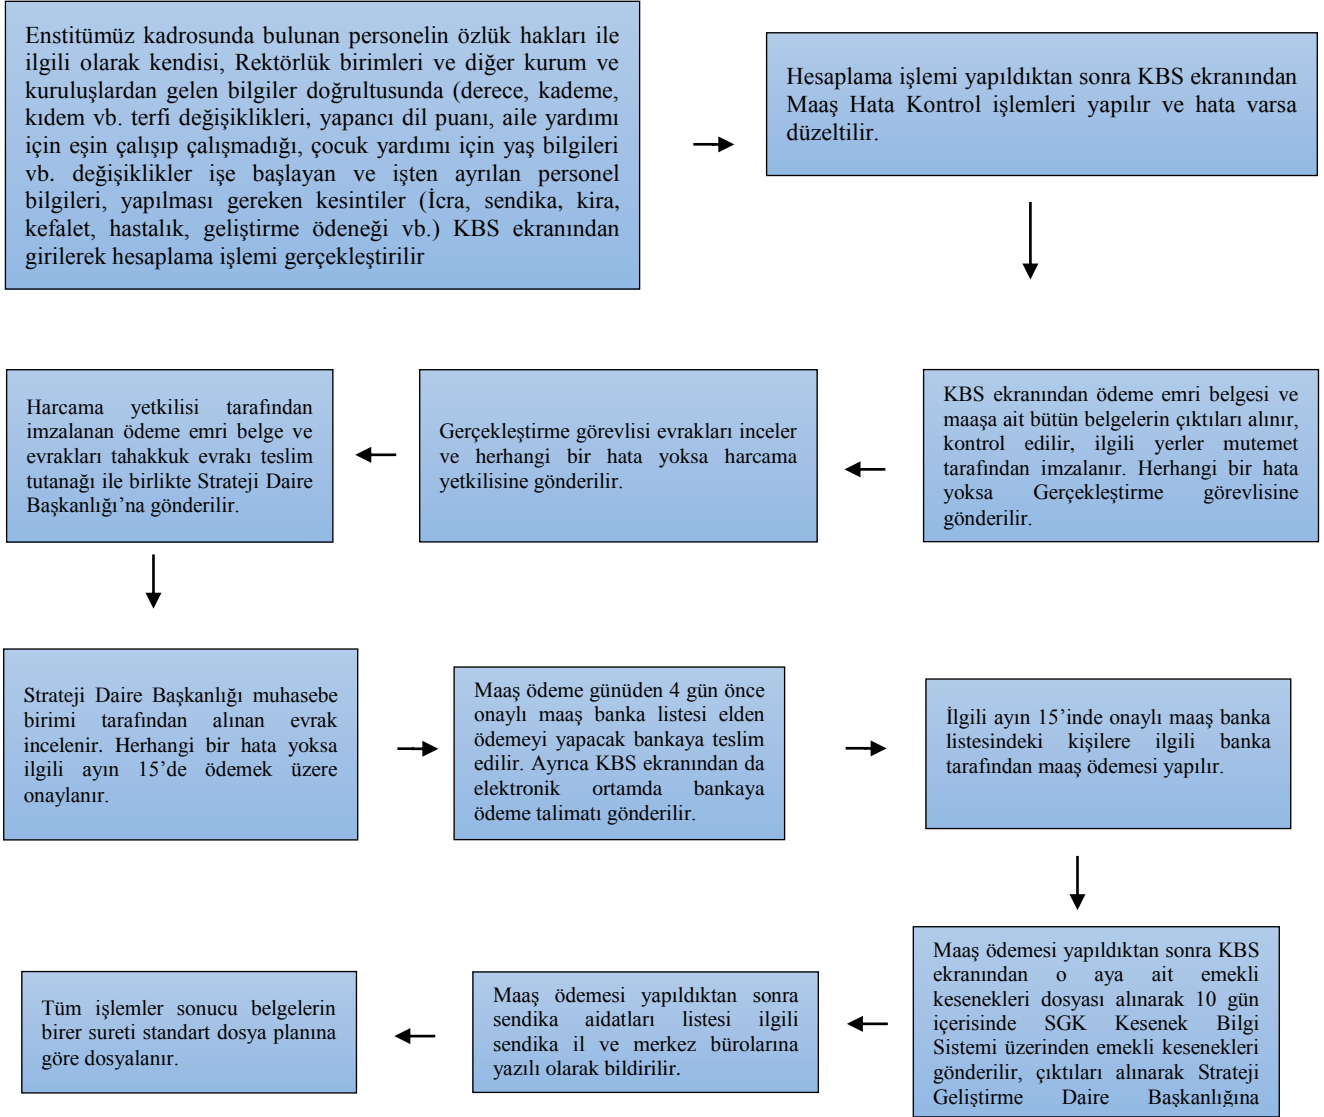 Enstitümüz kadrosunda bulunan personelin özlük hakları ile
ilgili olarak kendisi, Rektörlük birimleri ve diğer kurum ve
kuruluşlardan gelen bilgiler doğrultusunda (derece, kademe,
kıdem vb. terfi değişiklikleri, yapancı dil puanı, aile yardımı
için eşin çalışıp çalışmadığı, çocuk yardımı için yaş bilgileri
vb. değişiklikler işe başlayan ve işten ayrılan personel
bilgileri, yapılması gereken kesintiler (İcra, sendika, kira,
kefalet, hastalık, geliştirme ödeneği vb.) KBS ekranından
girilerek hesaplama işlemi gerçekleştirilir
Hesaplama işlemi yapıldıktan sonra KBS ekranından
Maaş Hata Kontrol işlemleri yapılır ve hata varsa
düzeltilir.
KBS ekranından ödeme emri belgesi ve
maaşa ait bütün belgelerin çıktıları alınır,
kontrol edilir, ilgili yerler mutemet
tarafından imzalanır. Herhangi bir hata
yoksa Gerçekleştirme görevlisine
gönderilir.
Gerçekleştirme görevlisi evrakları inceler
ve herhangi bir hata yoksa harcama
yetkilisine gönderilir.
Harcama yetkilisi tarafından
imzalanan ödeme emri belge ve
evrakları tahakkuk evrakı teslim
tutanağı ile birlikte Strateji Daire
Başkanlığı’na gönderilir.
Strateji Daire Başkanlığı muhasebe
birimi tarafından alınan evrak
incelenir. Herhangi bir hata yoksa
ilgili ayın 15’de ödemek üzere
onaylanır.
Maaş ödeme günüden 4 gün önce
onaylı maaş banka listesi elden
ödemeyi yapacak bankaya teslim
edilir. Ayrıca KBS ekranından da
elektronik ortamda bankaya
ödeme talimatı gönderilir.
İlgili ayın 15’inde onaylı maaş banka
listesindeki kişilere ilgili banka
tarafından maaş ödemesi yapılır.
Maaş ödemesi yapıldıktan sonra KBS
ekranından o aya ait emekli
kesenekleri dosyası alınarak 10 gün
içerisinde SGK Kesenek Bilgi
Sistemi üzerinden emekli kesenekleri
gönderilir, çıktıları alınarak Strateji
Geliştirme Daire Başkanlığına
Maaş ödemesi yapıldıktan sonra
sendika aidatları listesi ilgili
sendika il ve merkez bürolarına
yazılı olarak bildirilir.
Tüm işlemler sonucu belgelerin
birer sureti standart dosya planına
göre dosyalanır.